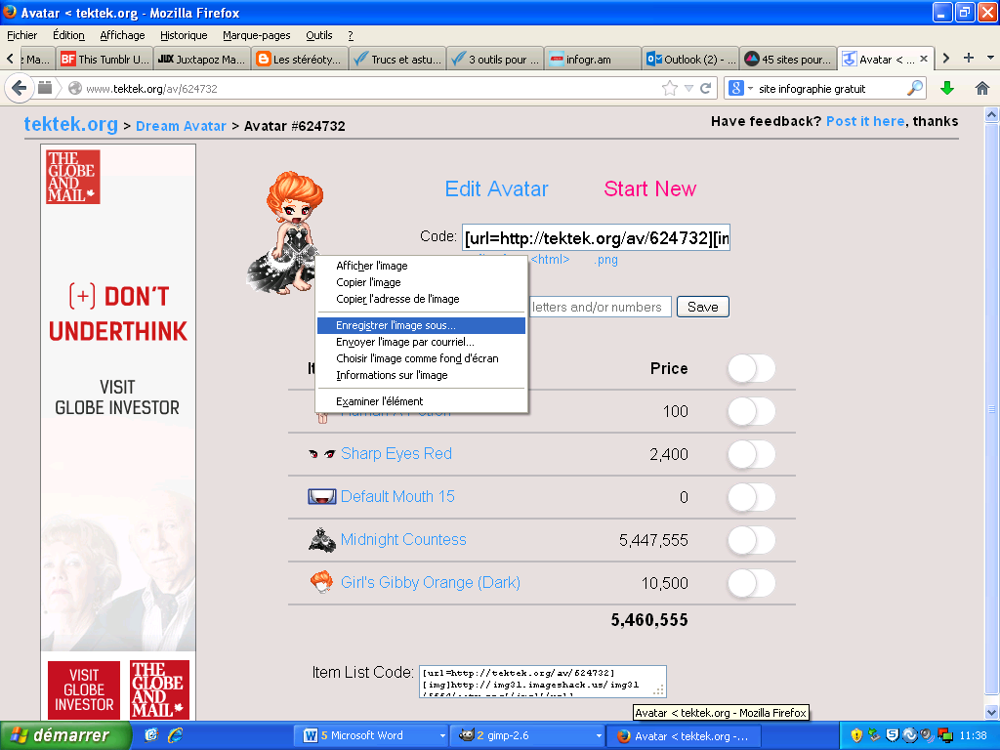 Avatar < tektek.org - Mozilla Firefox
Fichier Édition Affichage Historique Marque-pages Outils ?
Ma... This Tumblr U... Juxtapoz Ma... Les stéréoty... Trucs et astu... 3 outils pour ... infogr.am Outlook (2) - ... 45 sites pour... Avatar < ...
www.tektek.org/av/624732 site infographie gratuit
tektek.org > Dream Avatar > Avatar #624732
Have feedback? Post it here, thanks
THE
GLOBE
AND
MAIL
(+) DON'T
UNDERTHINK
VISIT
GLOBE INVESTOR
VISIT
GLOBE
INVESTOR
THE
GLOBE
AND
MAIL
Edit Avatar Start New
Code: [url=http://tektek.org/av/624732][im
<html> .png
letters and/or numbers Save
Afficher l'image
Copier l'image
Copier l'adresse de l'image
Enregistrer l'image sous...
Envoyer l'image par courriel...
Choisir l'image comme fond d'écran
Informations sur l'image
Examiner l'élément
Price
100
Sharp Eyes Red 2,400
Default Mouth 15 0
Midnight Countess 5,447,555
Girl's Gibby Orange (Dark) 10,500
5,460,555
Item List Code: [url=http://tektek.org/av/624732]
[img]http://img31.imageshack.us/img31
Avatar < tektek.org - Mozilla Firefox
démarrer 5 Microsoft Word 2 gimp-2.6 Avatar < tektek.org -... 11:38